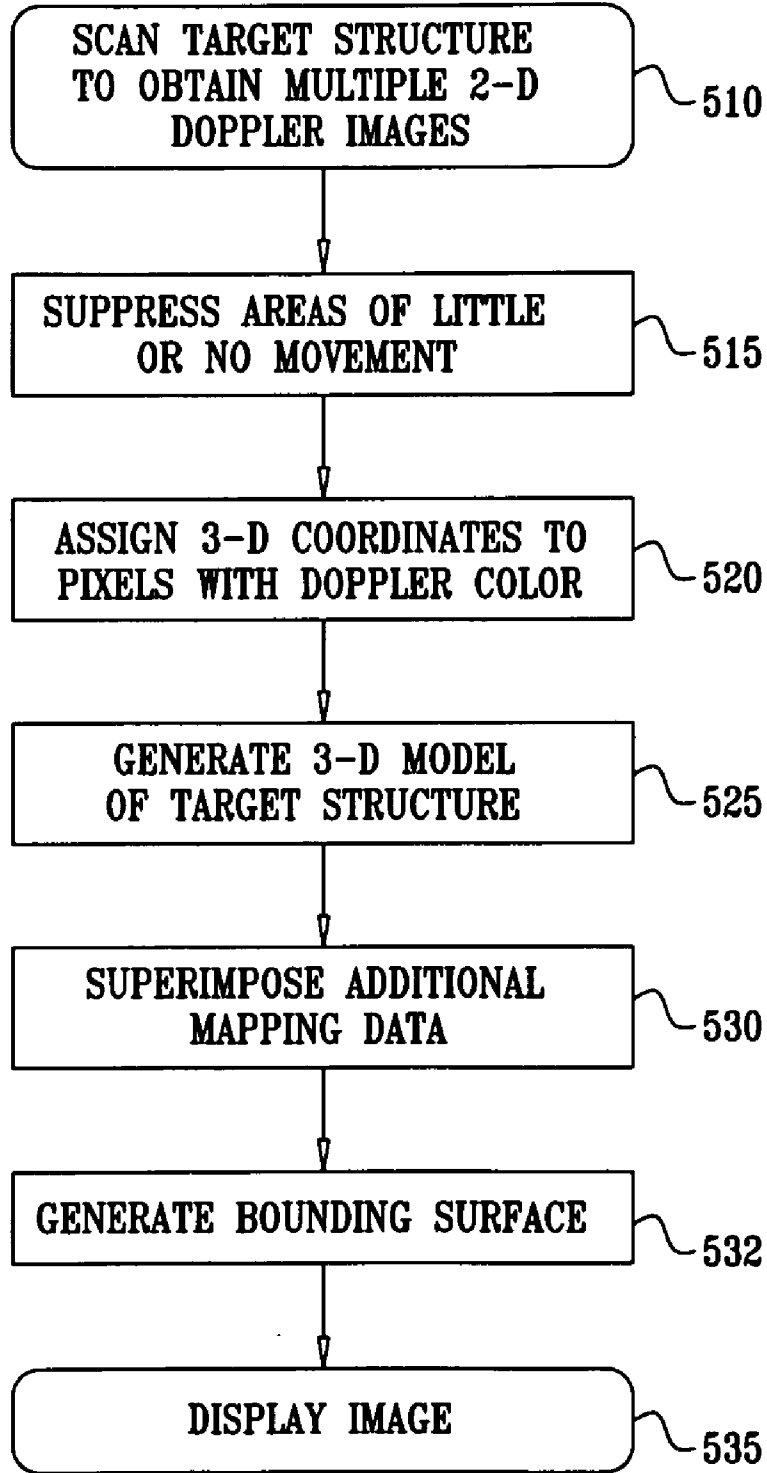 SCAN TARGET STRUCTURE
TO OBTAIN MULTIPLE 2-D
DOPPLER IMAGES
510
SUPPRESS AREAS OF LITTLE
OR NO MOVEMENT
515
ASSIGN 3-D COORDINATES TO
PIXELS WITH DOPPLER COLOR
520
GENERATE 3-D MODEL
OF TARGET STRUCTURE
525
SUPERIMPOSE ADDITIONAL
MAPPING DATA
530
GENERATE BOUNDING SURFACE
532
DISPLAY IMAGE
535